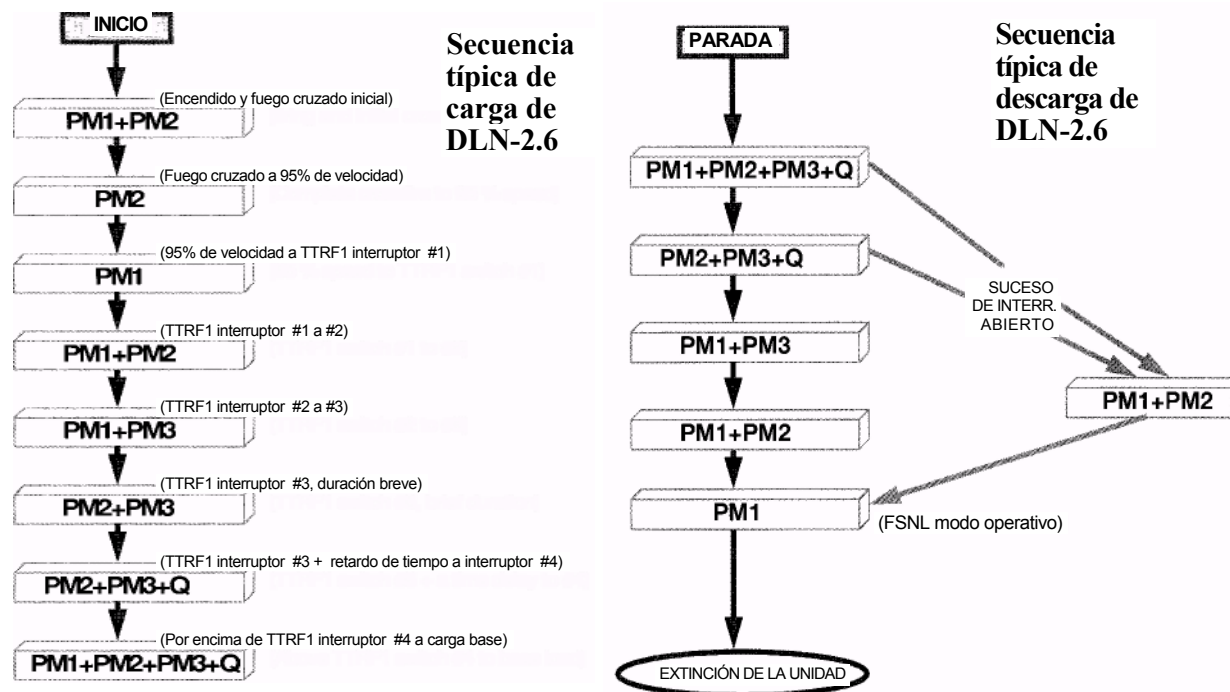 INICIO
Secuencia
típica de
carga de
DLN-2.6
(Encendido y fuego cruzado inicial)
PM1+PM2
(Fuego cruzado a 95% de velocidad)
PM2
(95% de velocidad a TTRF1 interruptor #1)
PM1
(TTRF1 interruptor #1 a #2)
PM1+PM2
(TTRF1 interruptor #2 a #3)
PM1+PM3
(TTRF1 interruptor #3, duración breve)
PM2+PM3
(TTRF1 interruptor #3 + retardo de tiempo a interruptor #4)
PM2+PM3+Q
(Por encima de TTRF1 interruptor #4 a carga base)
PM1+PM2+PM3+Q
PARADA
Secuencia
típica de
descarga de
DLN-2.6
PM1+PM2+PM3+Q
PM2+PM3+Q
SUCESO
DE INTERR.
ABIERTO
PM1+PM3
PM1+PM2
PM1+PM2
PM1
(FSNL modo operativo)
EXTINCIÓN DE LA UNIDAD